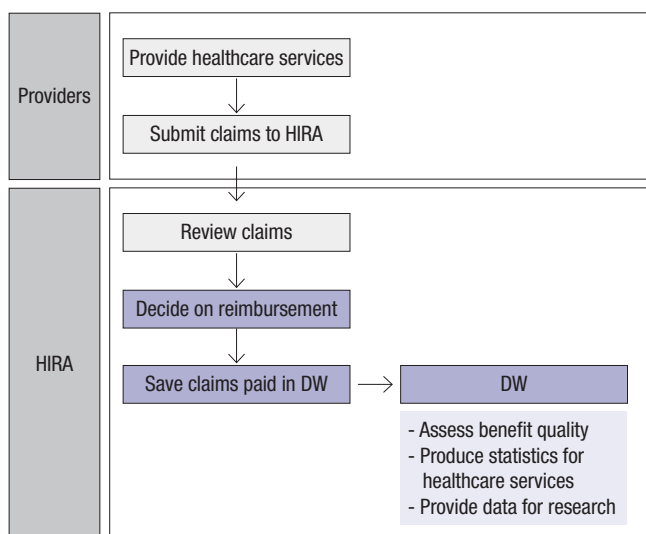 Providers
Provide healthcare services
Submit claims to HIRA
HIRA
Review claims
Decide on reimbursement
Save claims paid in DW
DW
- Assess benefit quality
- Produce statistics for
healthcare services
- Provide data for research